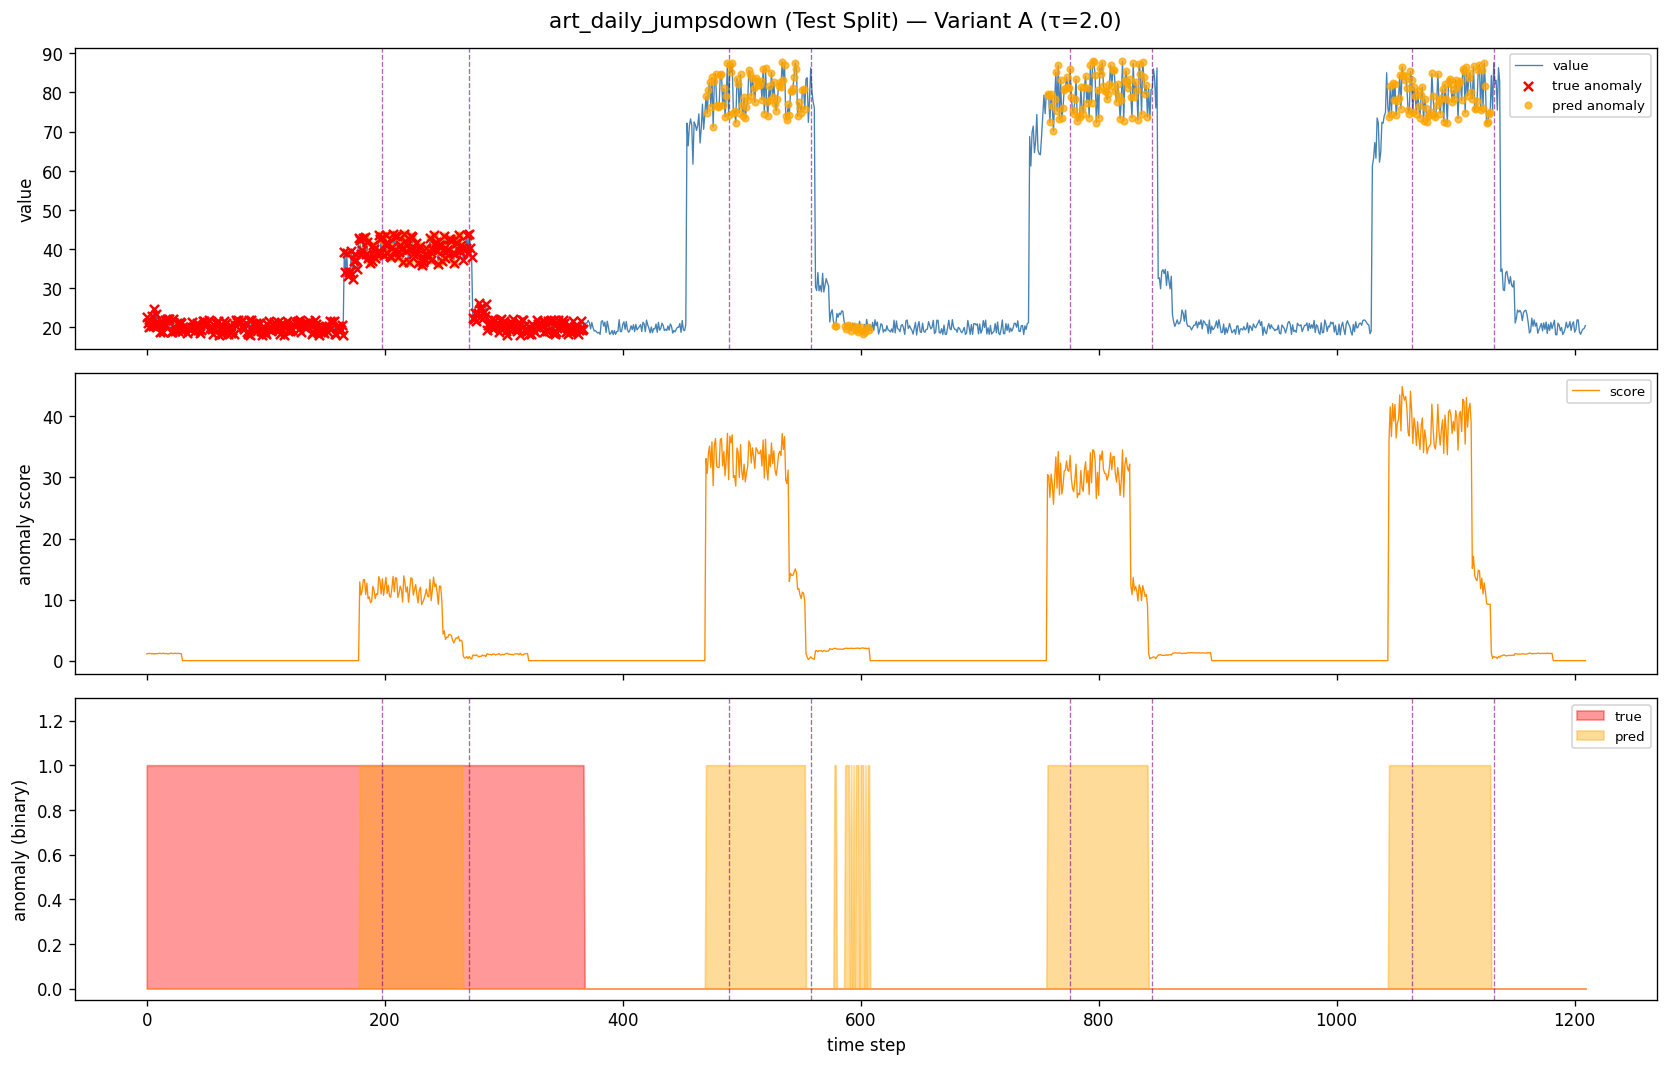 art_daily_jumpsdown (Test Split) — Variant A (τ=2.0)
90
80
70
60
50
40
30
20
value
value
true anomaly
pred anomaly
40
30
20
10
0
anomaly score
score
1.2
1.0
0.8
0.6
0.4
0.2
0.0
anomaly (binary)
true
pred
0
200
400
600
800
1000
1200
time step